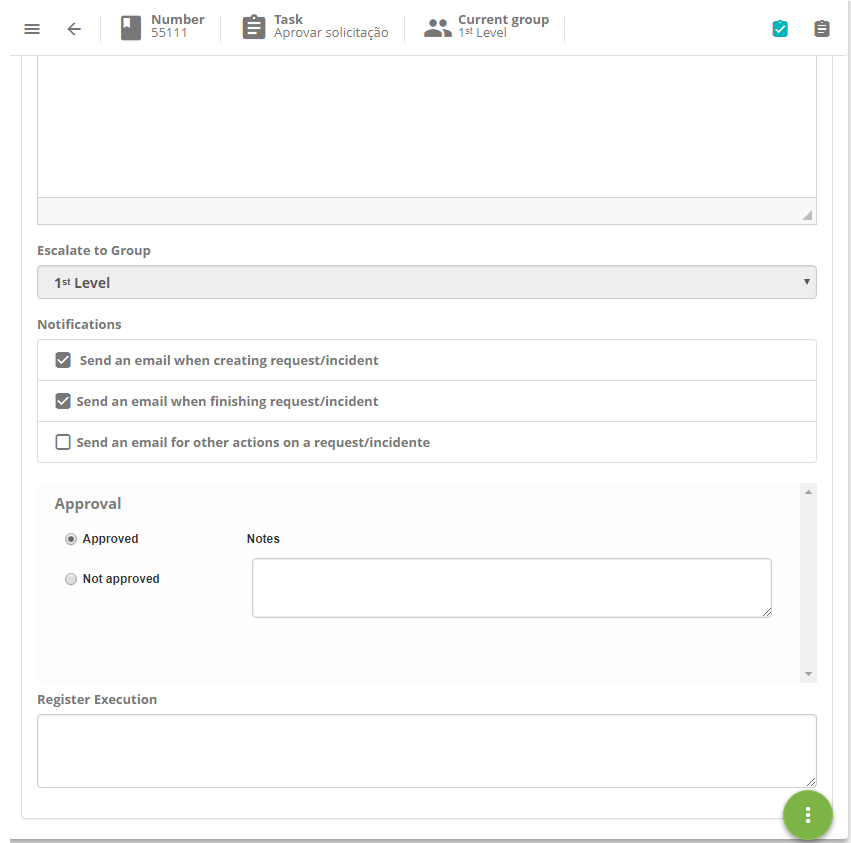 Number
55111
Task
Aprovar solicitação
Current group
1st Level
Escalate to Group
1st Level
Notifications
Send an email when creating request/incident
Send an email when finishing request/incident
Send an email for other actions on a request/incidente
Approval
Approved
Notes
Not approved
Register Execution